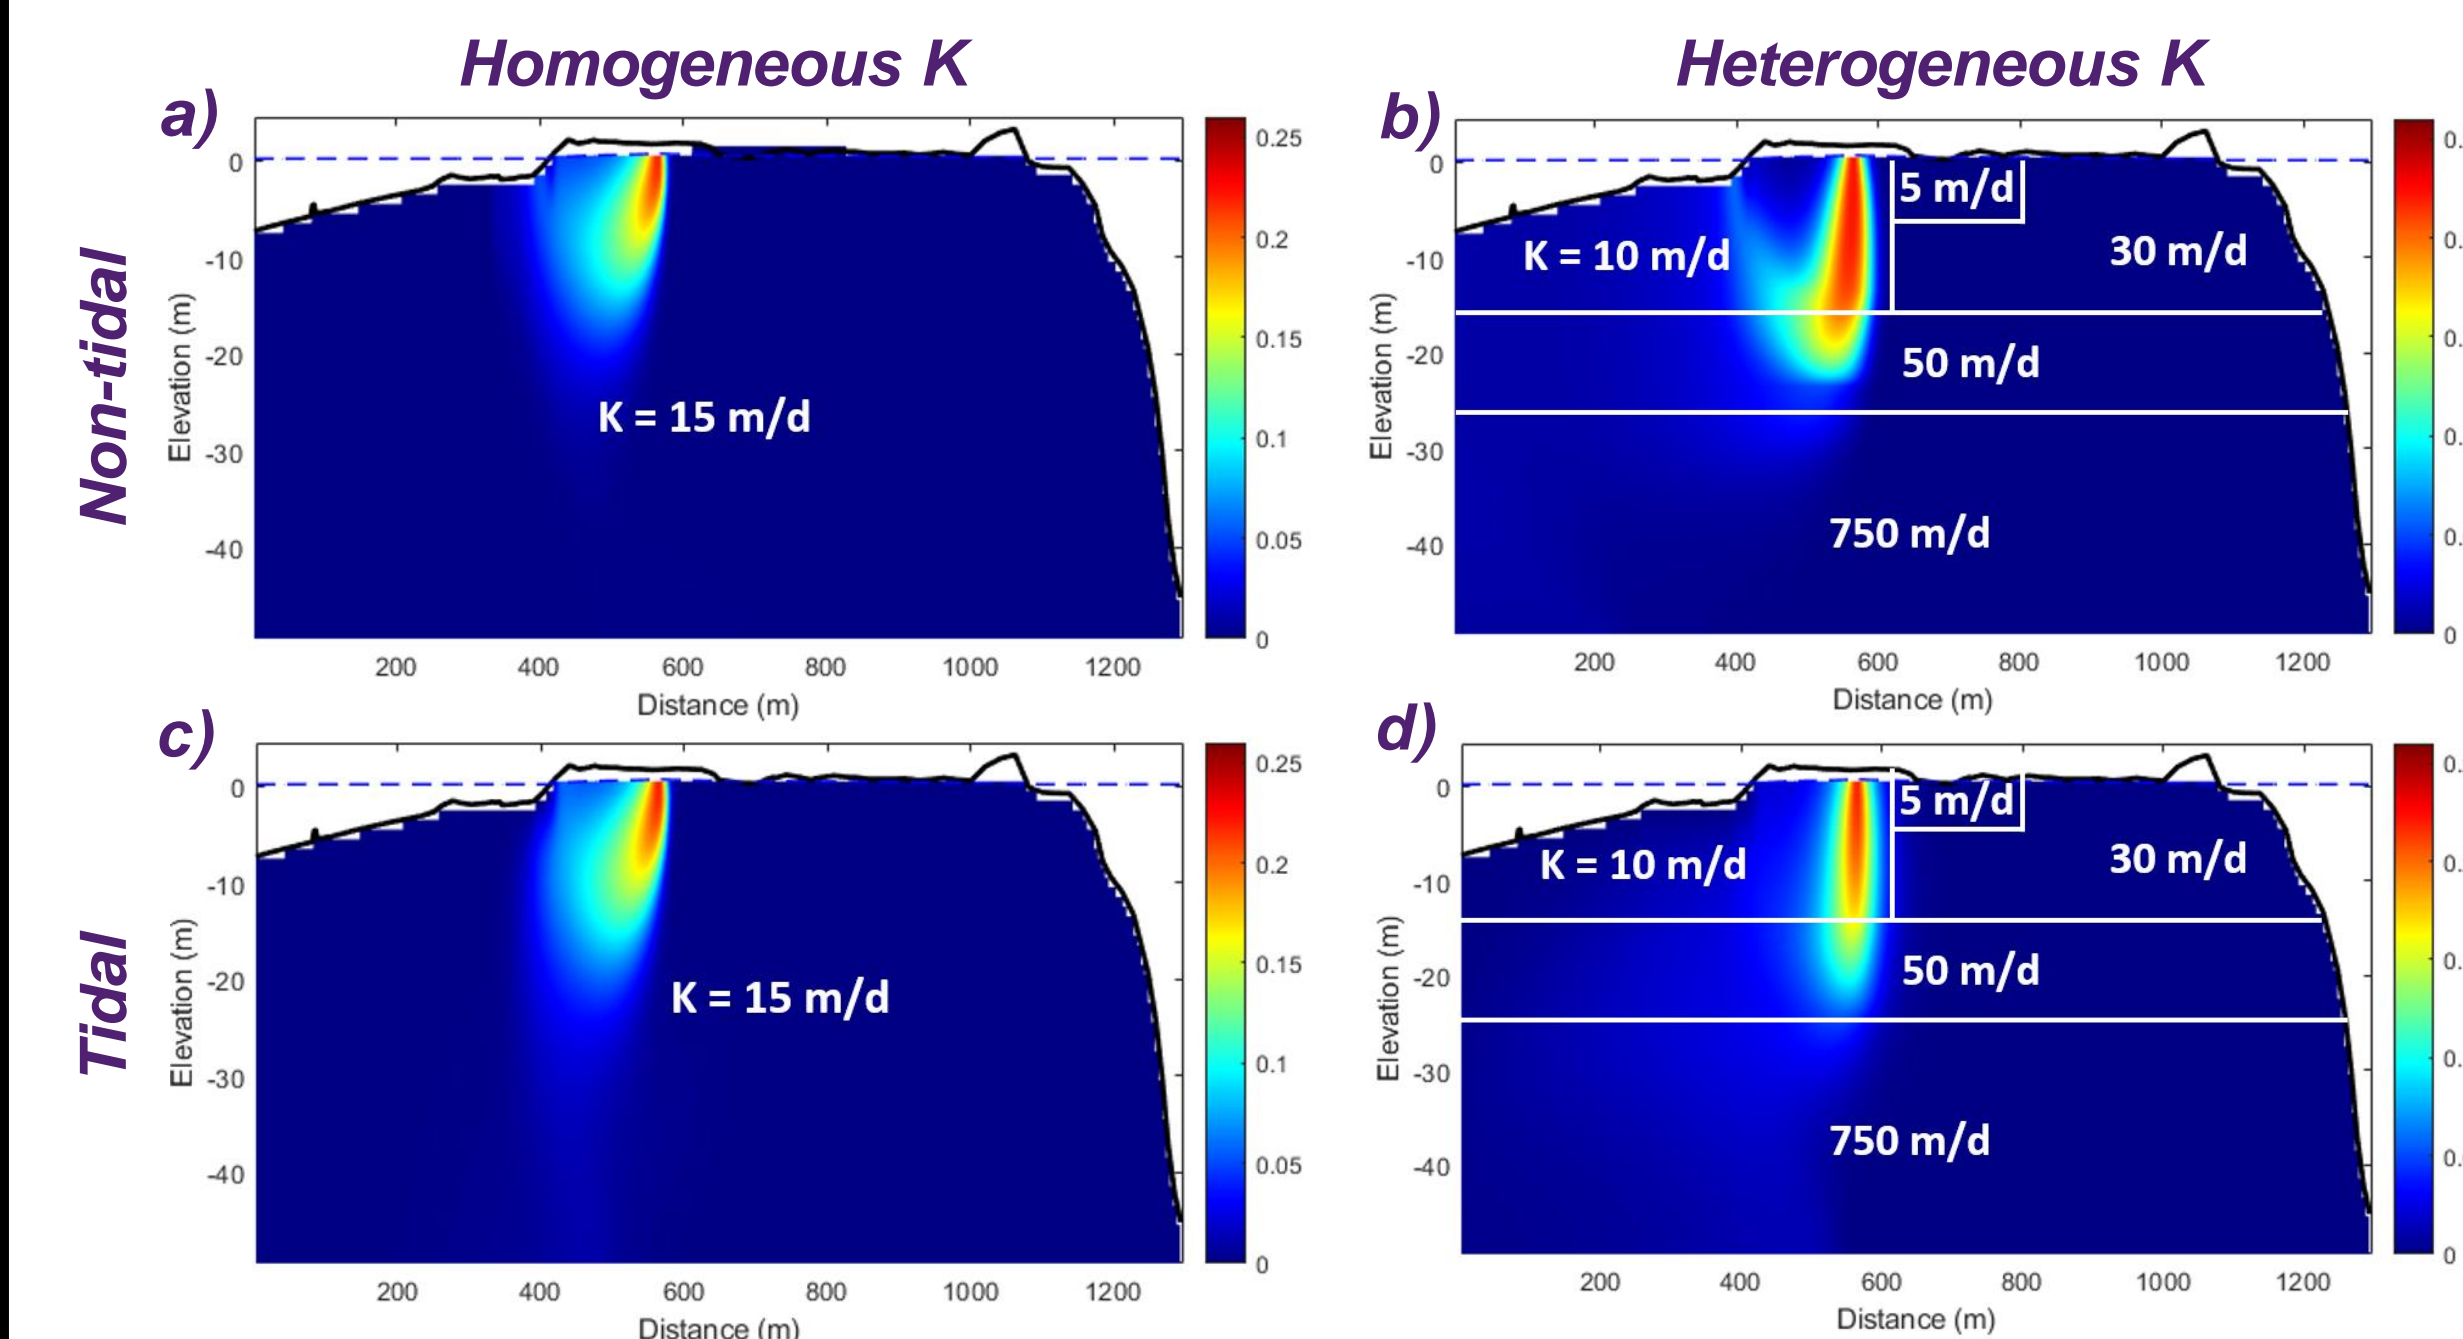 Homogeneous K
Heterogeneous K
Non-tidal
Tidal
a)
0
-10
-20
-30
-40
Elevation (m)
K = 15 m/d
200 400 600 800 1000 1200
Distance (m)
0.25
0.2
0.15
0.1
0.05
0
b)
0
-10
-20
-30
-40
Elevation (m)
5 m/d
K = 10 m/d
30 m/d
50 m/d
750 m/d
200 400 600 800 1000 1200
Distance (m)
0
c)
0
-10
-20
-30
-40
Elevation (m)
K = 15 m/d
200 400 600 800 1000 1200
Distance (m)
0.25
0.2
0.15
0.1
0.05
0
d)
0
-10
-20
-30
-40
Elevation (m)
5 m/d
K = 10 m/d
30 m/d
50 m/d
750 m/d
200 400 600 800 1000 1200
Distance (m)
0